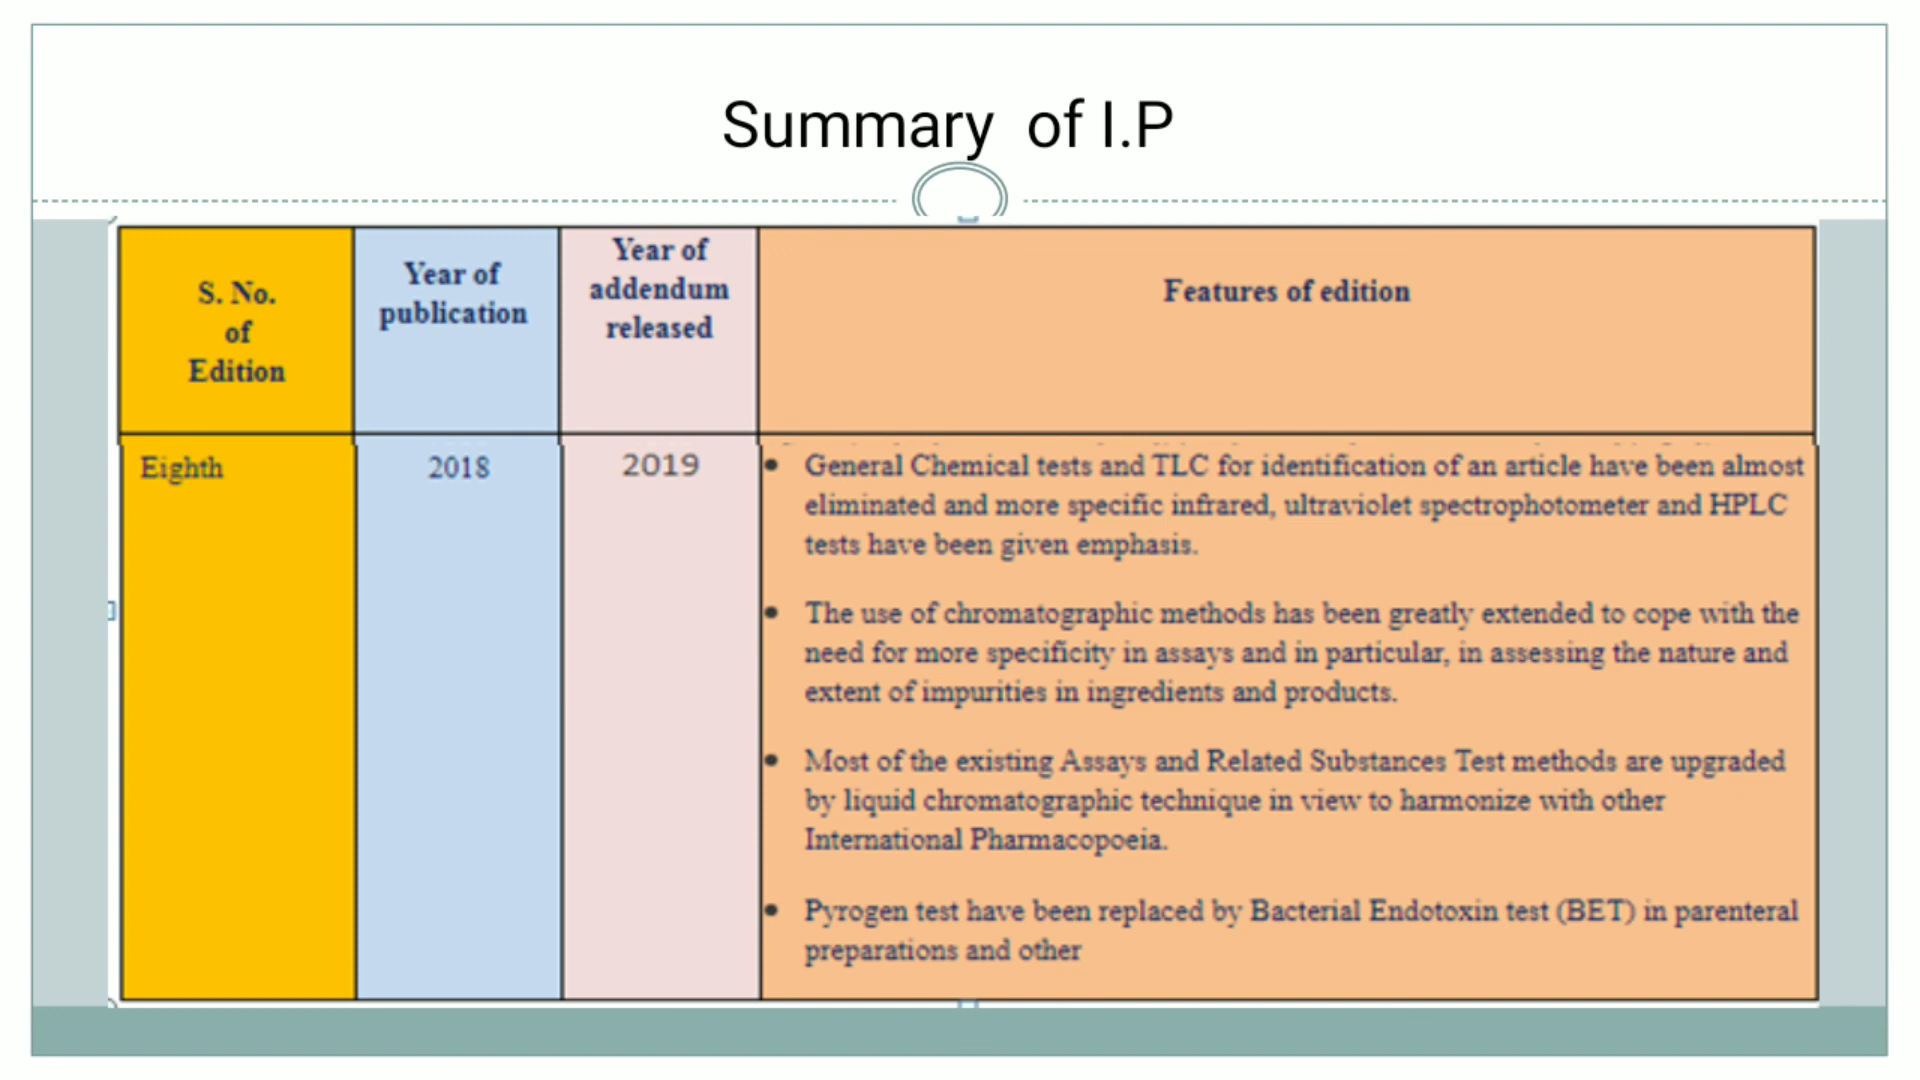 Summary of I.P
S. No.
of
Edition
Year of
publication
Year of
addendum
released
Features of edition
Eighth
2018
2019
• General Chemical tests and TLC for identification of an article have been almost
eliminated and more specific infrared, ultraviolet spectrophotometer and HPLC
tests have been given emphasis.
• The use of chromatographic methods has been greatly extended to cope with the
need for more specificity in assays and in particular, in assessing the nature and
extent of impurities in ingredients and products.
• Most of the existing Assays and Related Substances Test methods are upgraded
by liquid chromatographic technique in view to harmonize with other
International Pharmacopoeia.
• Pyrogen test have been replaced by Bacterial Endotoxin test (BET) in parenteral
preparations and other